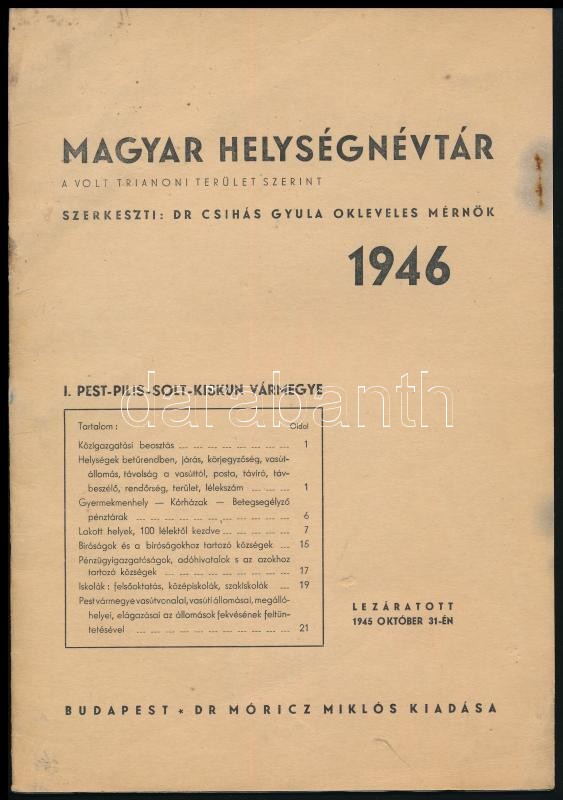 MAGYAR HELYSÉGNÉVTÁR
A VOLT TRIANONI TERÜLET SZERINT
SZERKESZTI: DR CSIHÁS GYULA OKLEVELES MÉRNÖK
1946
I. PEST-PILIS-SOLT-KISKUN VÁRMEGYE
darabanth
Tartalom: Oldal
Közigazgatási beosztás --- --- --- --- --- --- --- --- 1
Helységek betűrendben, járás, körjegyzőség, vasút-
állomás, távolság a vasúttól, posta, táviró, táv-
beszélő, rendőrség, terület, lélekszám --- --- --- 1
Gyermekmenhely — Kórházak — Betegsegélyző
pénztárak --- --- --- --- --- --- --- --- 6
Lakott helyek, 100 lélektől kezdve --- --- --- --- --- 7
Biróságok és a biróságokhoz tartozó községek --- 15
Pénzügyigazgatóságok, adóhivatalok s az azokhoz
tartozó községek --- --- --- --- --- --- --- 17
Iskolák: felsőoktatás, középiskolák, szakiskolák --- 19
Pestvármegye vasútvonalai, vasúti állomásai, megálló-
helyei, elágazásai az állomások fekvésének feltün-
tetésével --- --- --- --- --- --- --- --- 21
LEZÁRATOTT
1945 OKTÓBER 31-ÉN
BUDAPEST * DR MÓRICZ MIKLÓS KIADÁSA